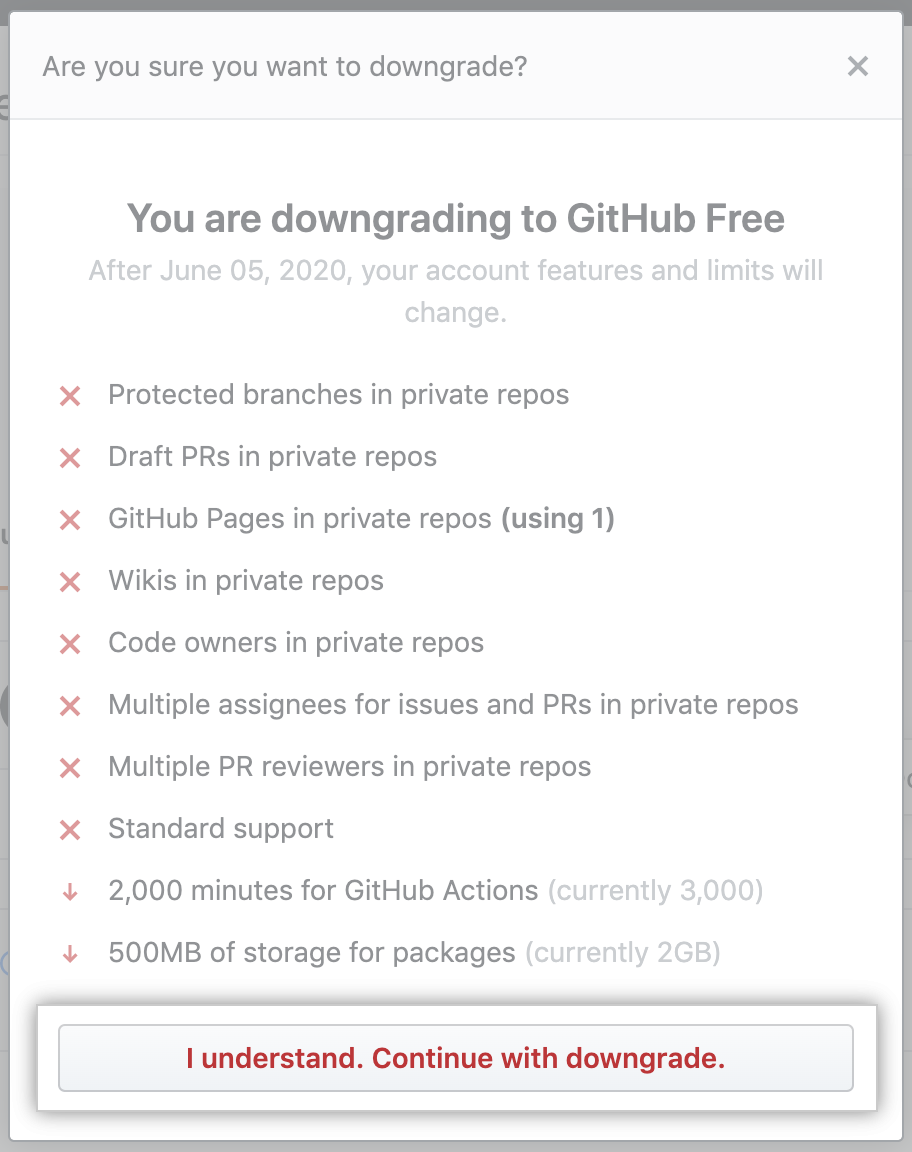 Are you sure you want to downgrade?
You are downgrading to GitHub Free
After June 05, 2020, your account features and limits will
change.
Protected branches in private repos
Draft PRs in private repos
GitHub Pages in private repos (using 1)
Wikis in private repos
Code owners in private repos
Multiple assignees for issues and PRs in private repos
Multiple PR reviewers in private repos
Standard support
2,000 minutes for GitHub Actions (currently 3,000)
500MB of storage for packages (currently 2GB)
I understand. Continue with downgrade.